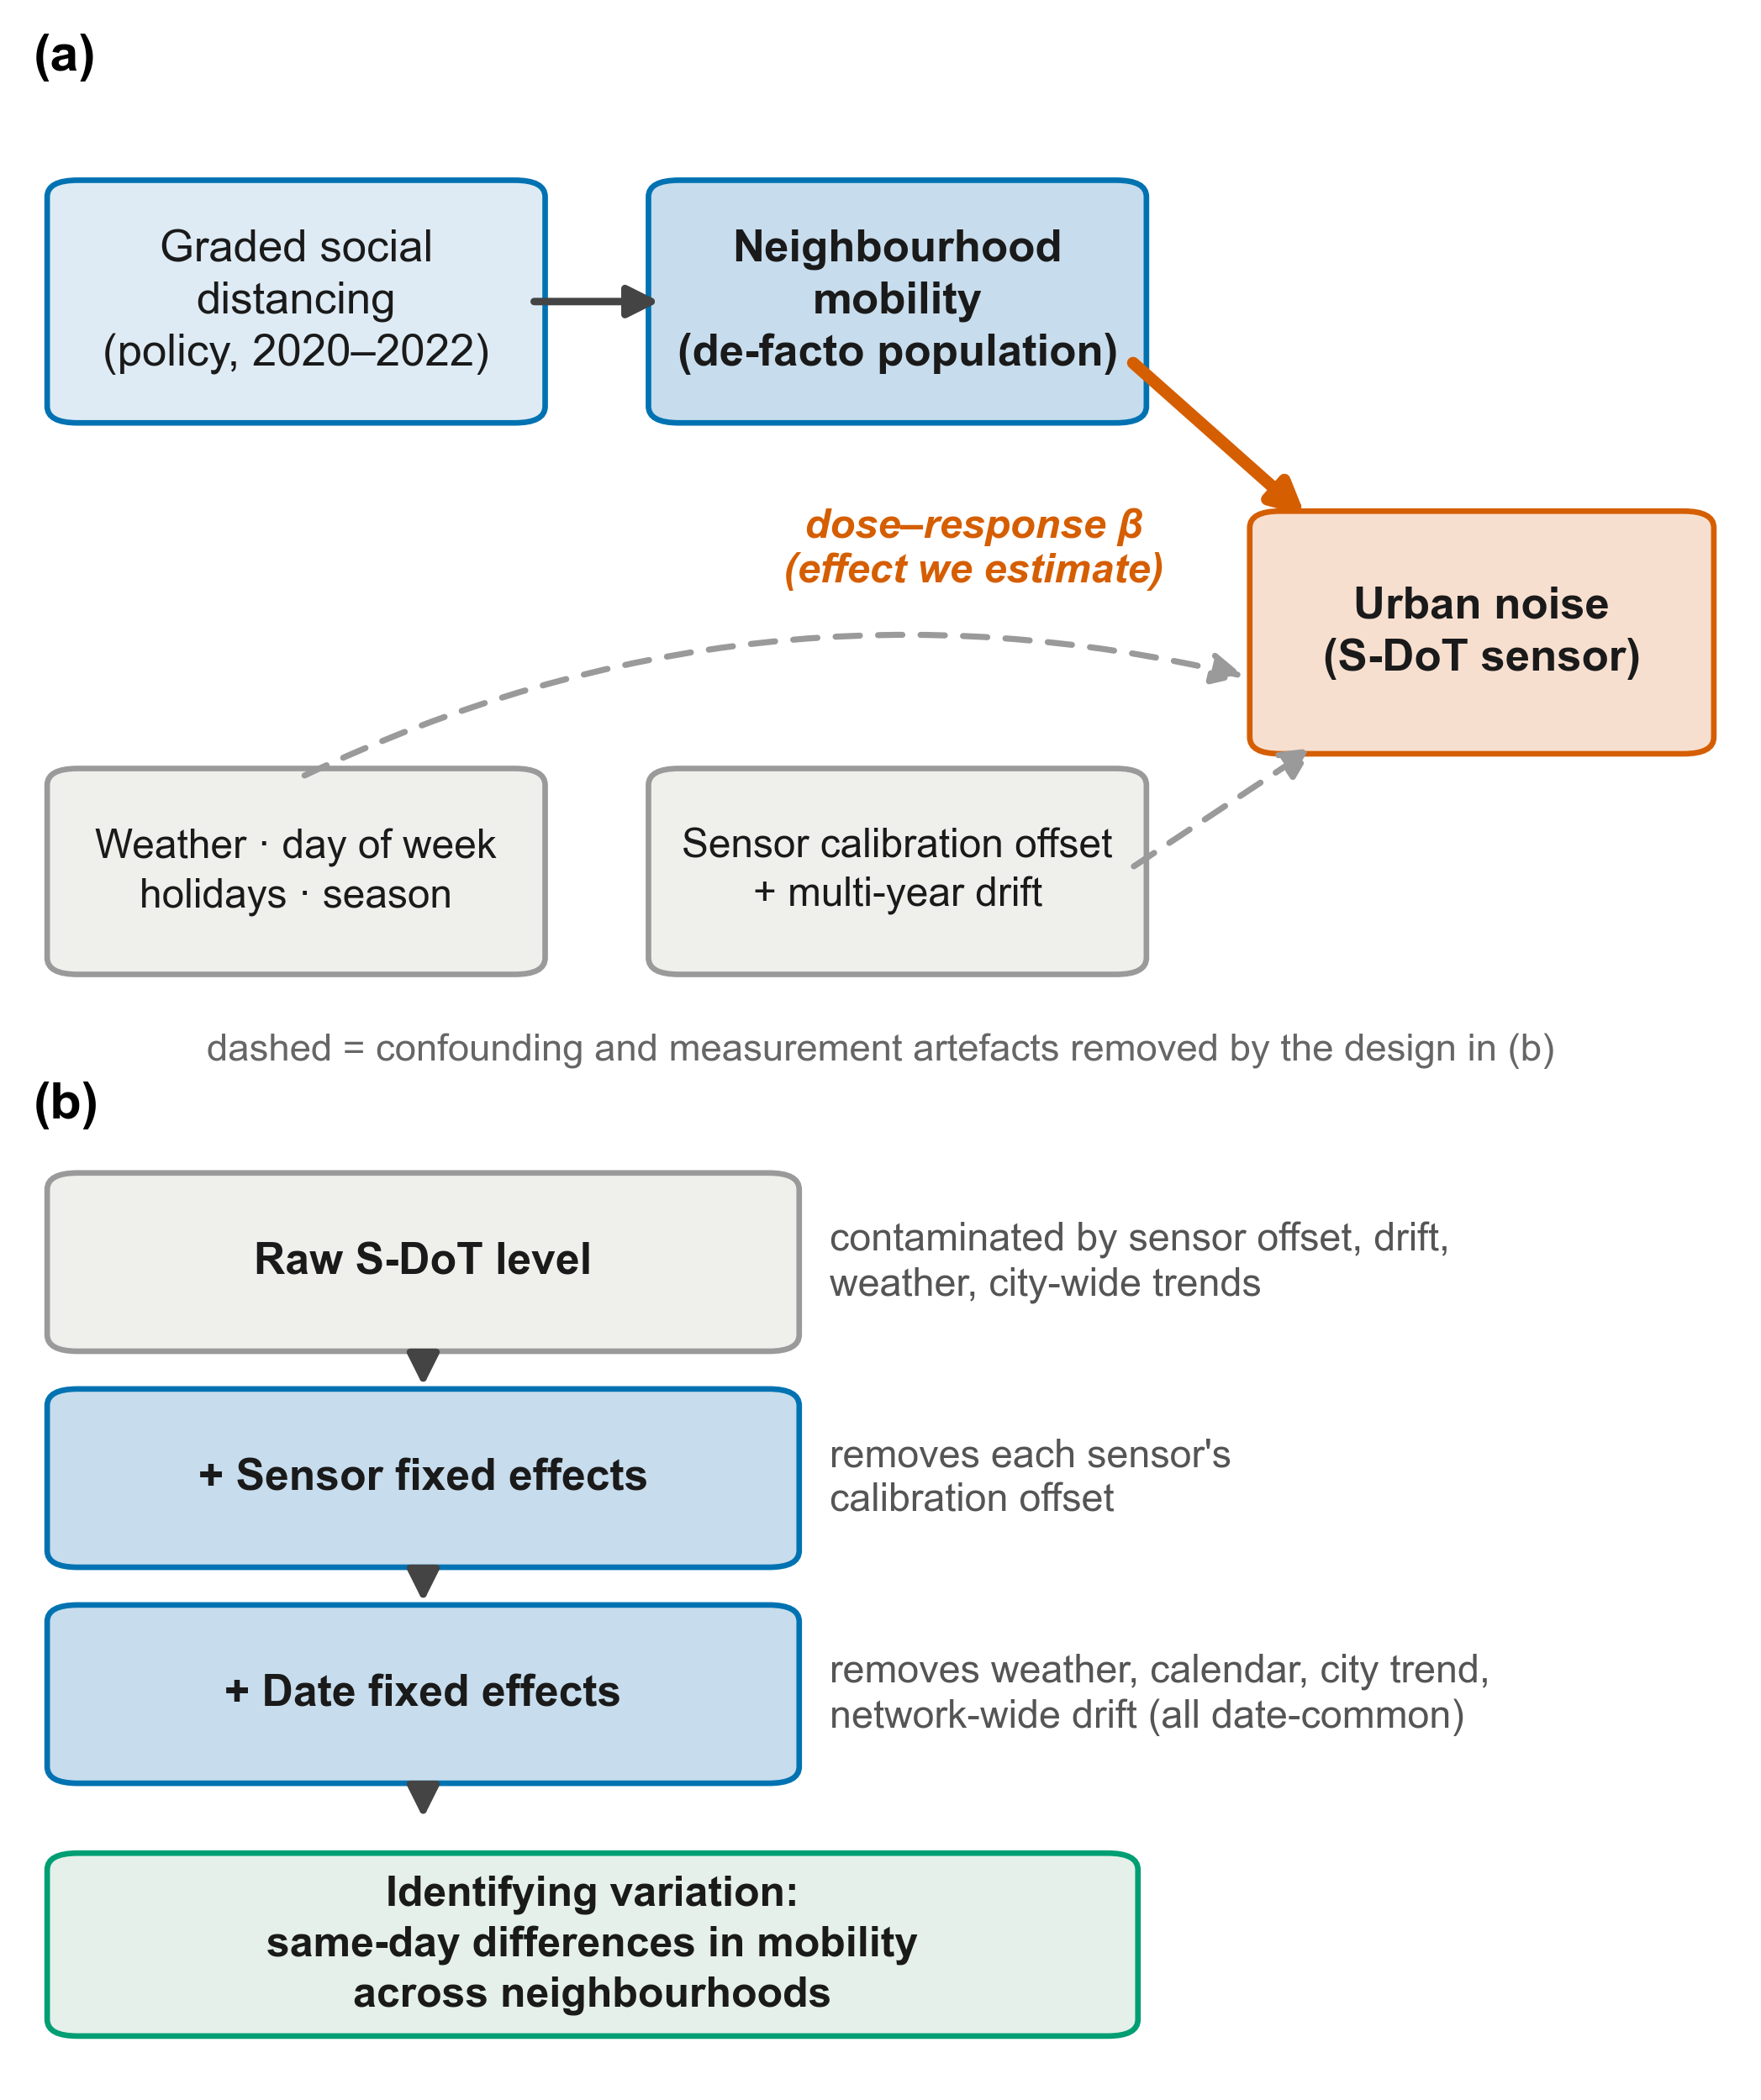 (a)
Graded social
distancing
(policy, 2020–2022)
Neighbourhood
mobility
(de-facto population)
dose–response β
(effect we estimate)
Urban noise
(S-DoT sensor)
Weather · day of week
holidays · season
Sensor calibration offset
+ multi-year drift
dashed = confounding and measurement artefacts removed by the design in (b)
(b)
Raw S-DoT level
contaminated by sensor offset, drift,
weather, city-wide trends
+ Sensor fixed effects
removes each sensor's
calibration offset
+ Date fixed effects
removes weather, calendar, city trend,
network-wide drift (all date-common)
Identifying variation:
same-day differences in mobility
across neighbourhoods